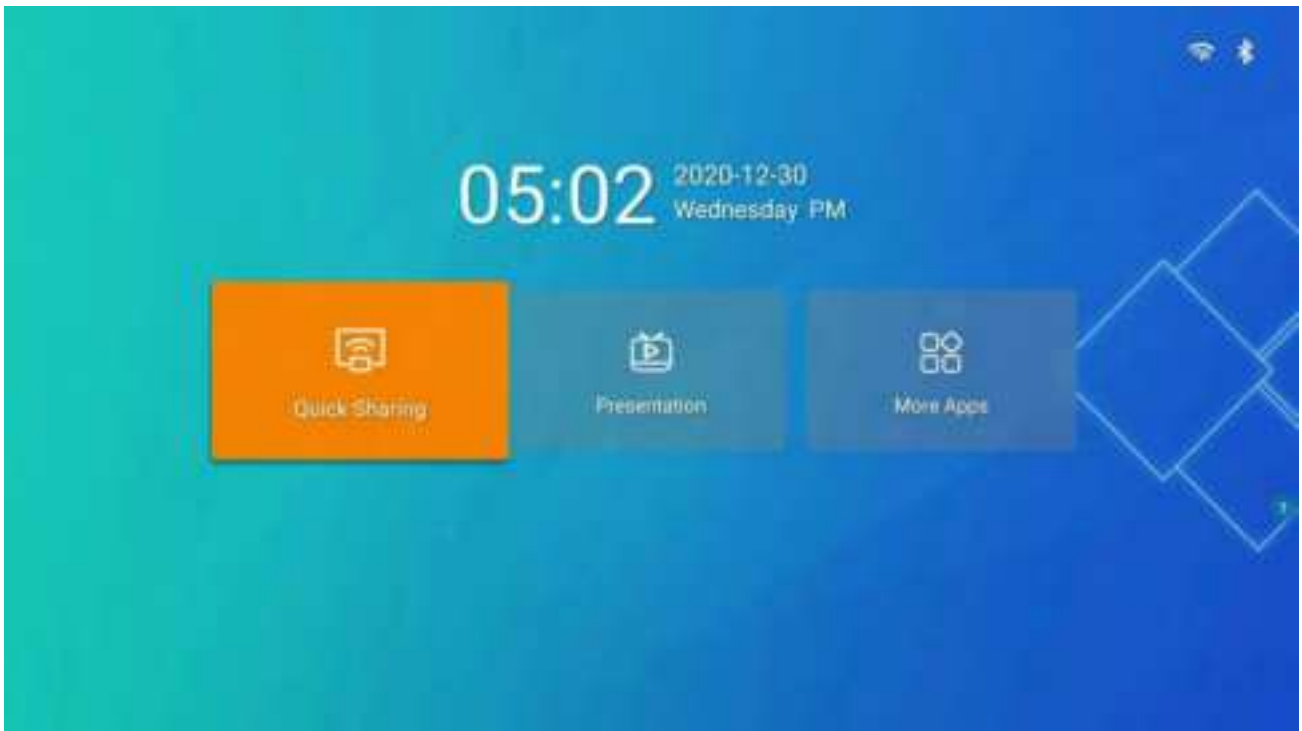 05:02
2020-12-30
Wednesday PM
Quick Sharing
Presentation
More Apps